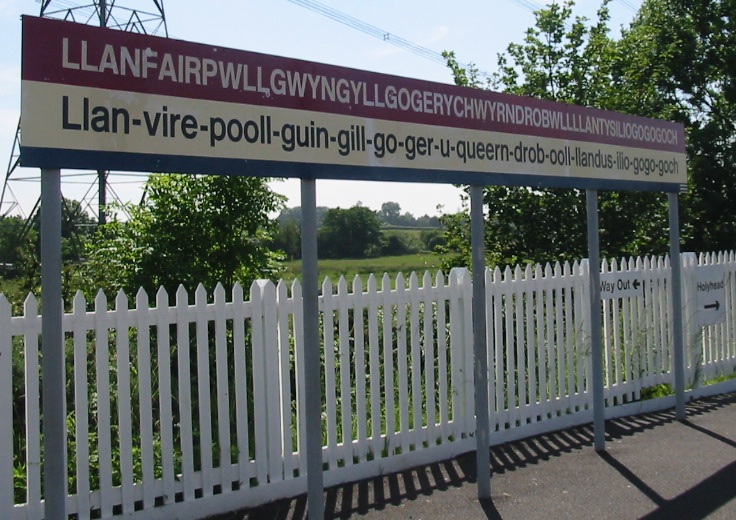 LLANFAIRPWLLGWYNGYLLGOGERYCHWYRNDROBWLLLLANTYSILIOGOGOGOCH
Llan-vire-pooll-guin-gill-go-ger-u-queern-drob-ooll-llandus-ilio-gogo-goch
Way Out ←
Holyhead
→